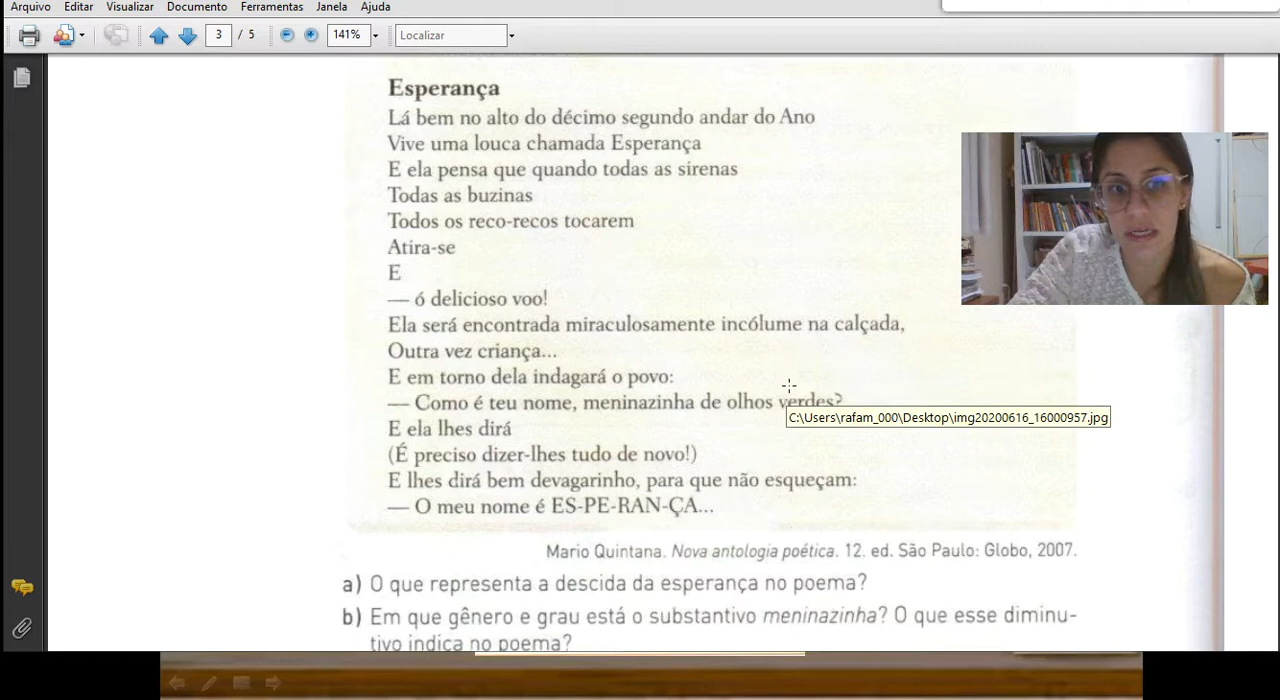 Arquivo Editar Visualizar Documento Ferramentas Janela Ajuda
3 / 5 141% Localizar
Esperança
Lá bem no alto do décimo segundo andar do Ano
Vive uma louca chamada Esperança
E ela pensa que quando todas as sirenas
Todas as buzinas
Todos os reco-recos tocarem
Atira-se
E
— ó delicioso voo!
Ela será encontrada miraculosamente incólume na calçada,
Outra vez criança...
E em torno dela indagará o povo:
— Como é teu nome, meninazinha de olhos verdes?
C:\Users\rafam_000\Desktop\img20200616_16000957.jpg
E ela lhes dirá
(É preciso dizer-lhes tudo de novo!)
E lhes dirá bem devagarinho, para que não esqueçam:
— O meu nome é ES-PE-RAN-ÇA...
Mario Quintana. Nova antologia poética. 12. ed. São Paulo: Globo, 2007.
a) O que representa a descida da esperança no poema?
b) Em que gênero e grau está o substantivo meninazinha? O que esse diminu-
tivo indica no poema?